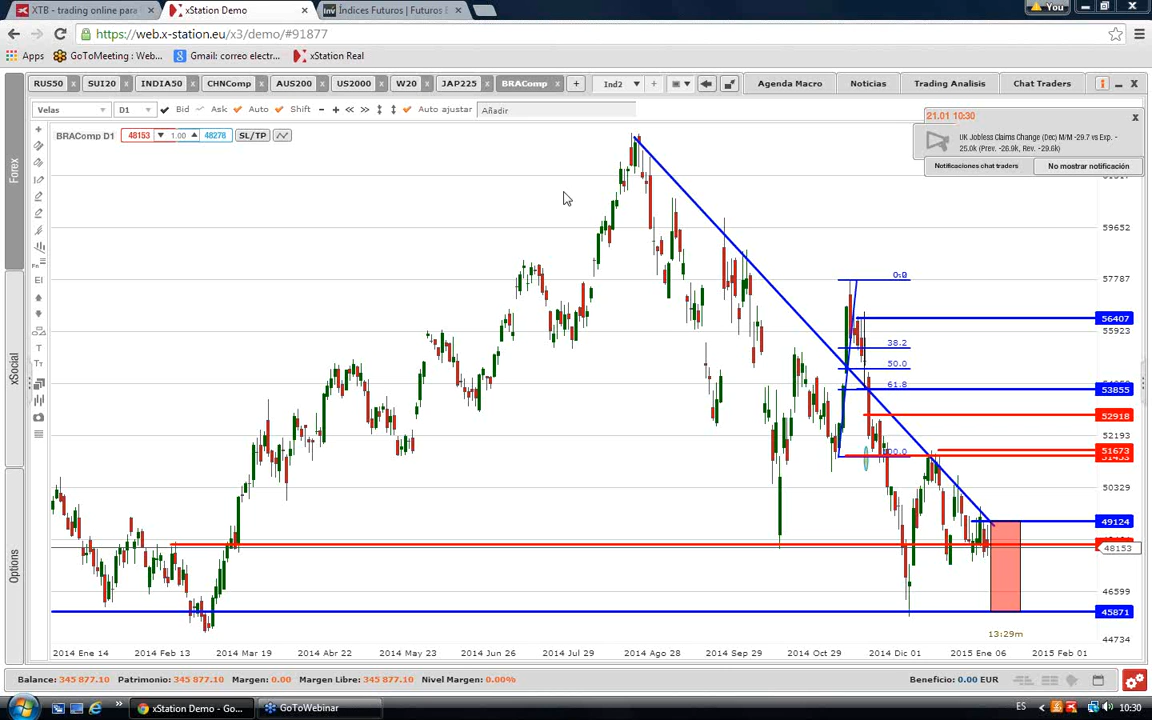 XTB - trading online para
xStation Demo
Índices Futuros | Futuros E
You
https://web.x-station.eu/x3/demo/#91877
Apps
GoToMeeting : Web...
Gmail: correo electr...
xStation Real
RUS50
SUI20
INDIA50
CHNComp
AUS200
US2000
W20
JAP225
BRAComp
Ind2
Agenda Macro
Noticias
Trading Analisis
Chat Traders
Velas
D1
Bid
Ask
Auto
Shift
Auto ajustar
Añadir
21.01 10:30
UK Jobless Claims Change (Dec) M/M -29.7 vs Exp. -
25.0k (Prev. -26.9k, Rev. -29.6k)
Notificaciones chat traders
No mostrar notificación
BRAComp D1
48153
1.00
48278
SL/TP
Forex
xSocial
Options
59652
57787
56407
55923
53855
52918
52193
51673
50329
49124
48153
46599
45871
44734
38.2
50.0
61.8
13:29m
2014 Ene 14
2014 Feb 13
2014 Mar 19
2014 Abr 22
2014 May 23
2014 Jun 26
2014 Jul 29
2014 Ago 28
2014 Sep 29
2014 Oct 29
2014 Dic 01
2015 Ene 06
2015 Feb 01
Balance: 345 877.10
Patrimonio: 345 877.10
Margen: 0.00
Margen Libre: 345 877.10
Nivel Margen: 0.00%
Beneficio: 0.00 EUR
xStation Demo - Go...
GoToWebinar
ES
10:30